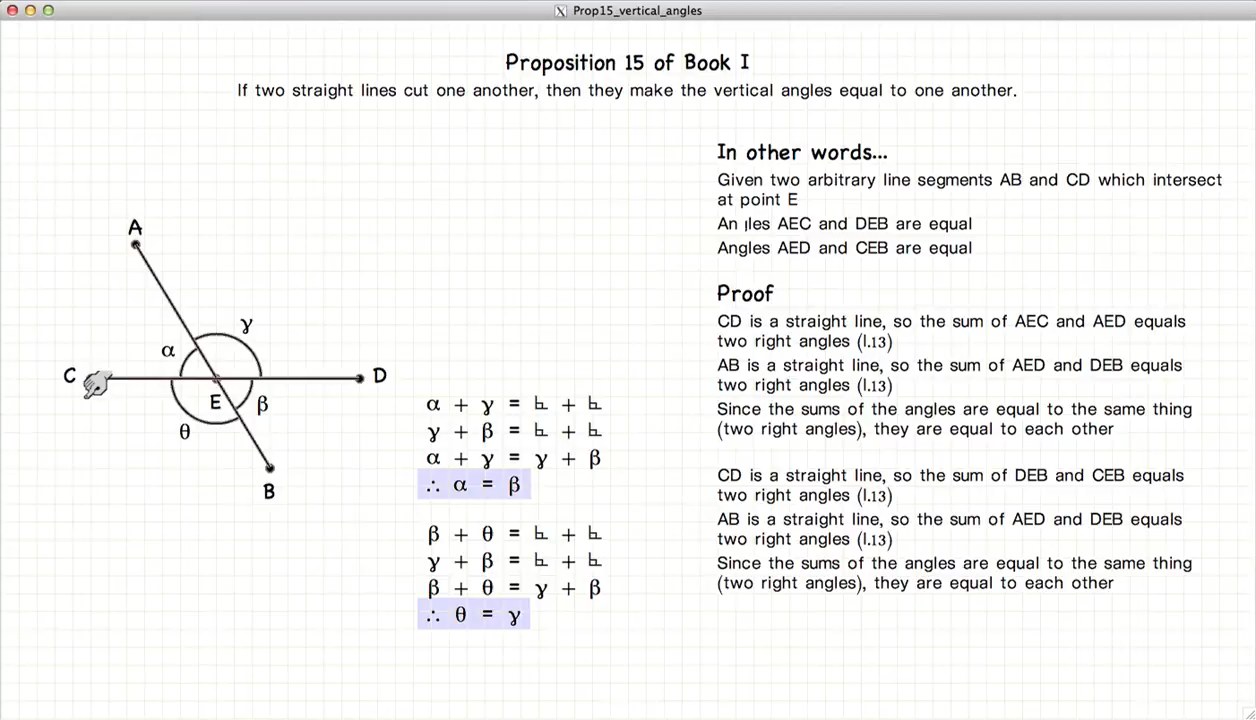 Prop15_vertical_angles
Proposition 15 of Book I
If two straight lines cut one another, then they make the vertical angles equal to one another.
In other words...
Given two arbitrary line segments AB and CD which intersect
at point E
AEC and DEB are equal
Angles AED and CEB are equal
Proof
CD is a straight line, so the sum of AEC and AED equals
two right angles (I.13)
AB is a straight line, so the sum of AED and DEB equals
two right angles (I.13)
Since the sums of the angles are equal to the same thing
(two right angles), they are equal to each other
CD is a straight line, so the sum of DEB and CEB equals
two right angles (I.13)
AB is a straight line, so the sum of AED and DEB equals
two right angles (I.13)
Since the sums of the angles are equal to the same thing
(two right angles), they are equal to each other
A
γ
α
C
D
E
β
θ
B
α + γ = ⊾ + ⊾
γ + β = ⊾ + ⊾
α + γ = γ + β
∴ α = β
β + θ = ⊾ + ⊾
γ + β = ⊾ + ⊾
β + θ = γ + β
∴ θ = γ